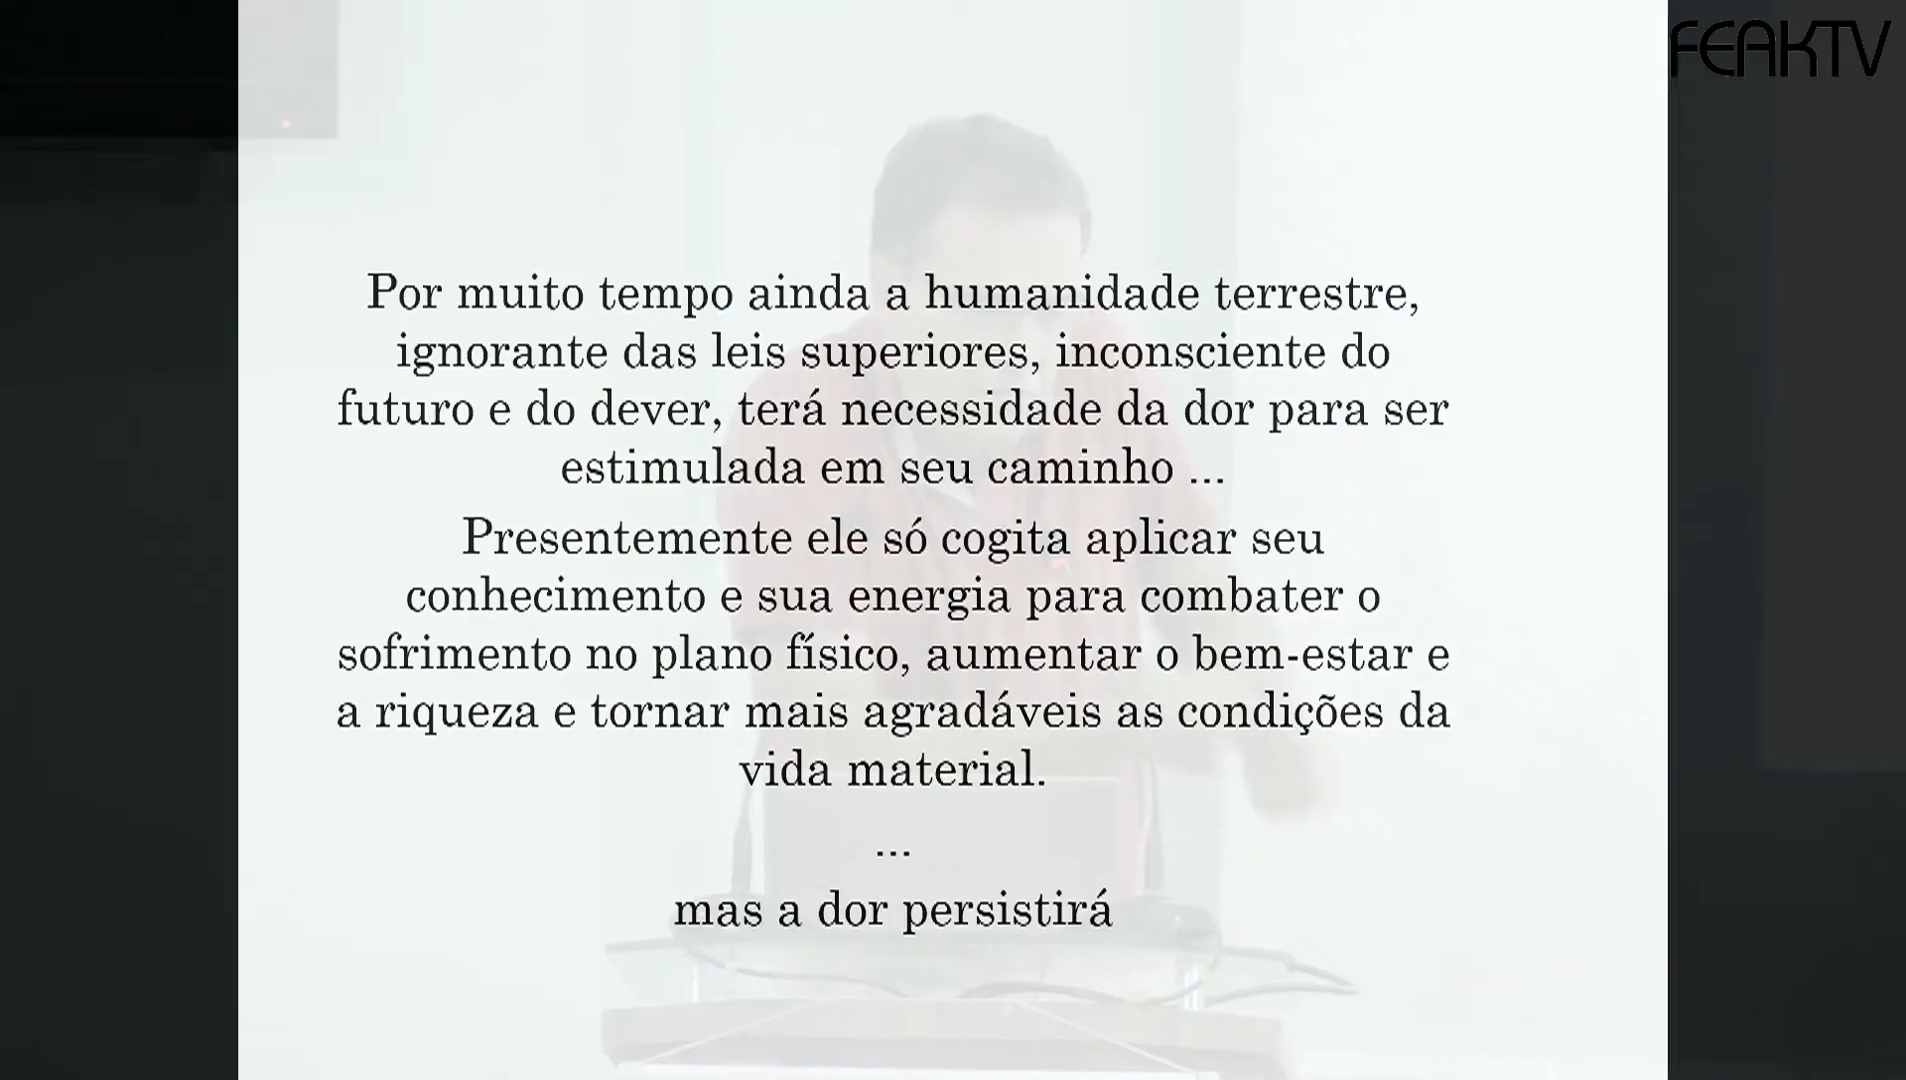 FEAKTV
Por muito tempo ainda a humanidade terrestre,
ignorante das leis superiores, inconsciente do
futuro e do dever, terá necessidade da dor para ser
estimulada em seu caminho ...
Presentemente ele só cogita aplicar seu
conhecimento e sua energia para combater o
sofrimento no plano físico, aumentar o bem-estar e
a riqueza e tornar mais agradáveis as condições da
vida material.
...
mas a dor persistirá